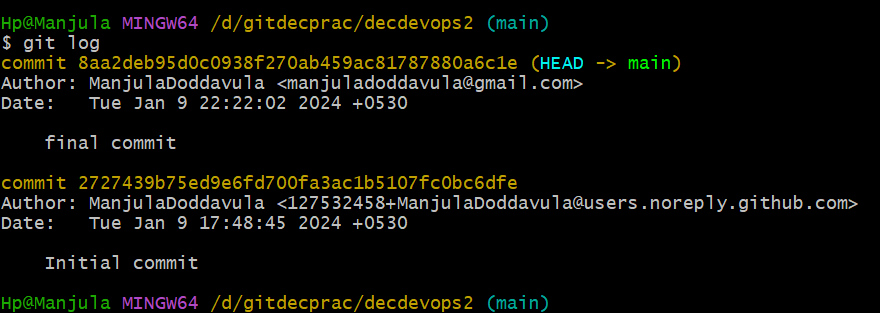 Hp@Manjula MINGW64 /d/gitdecprac/decdevops2 (main)
$ git log
commit 8aa2deb95d0c0938f270ab459ac81787880a6c1e (HEAD -> main)
Author: ManjulaDoddavula <manjuladoddavula@gmail.com>
Date:   Tue Jan 9 22:22:02 2024 +0530
    final commit
commit 2727439b75ed9e6fd700fa3ac1b5107fc0bc6dfe
Author: ManjulaDoddavula <127532458+ManjulaDoddavula@users.noreply.github.com>
Date:   Tue Jan 9 17:48:45 2024 +0530
    Initial commit
Hp@Manjula MINGW64 /d/gitdecprac/decdevops2 (main)